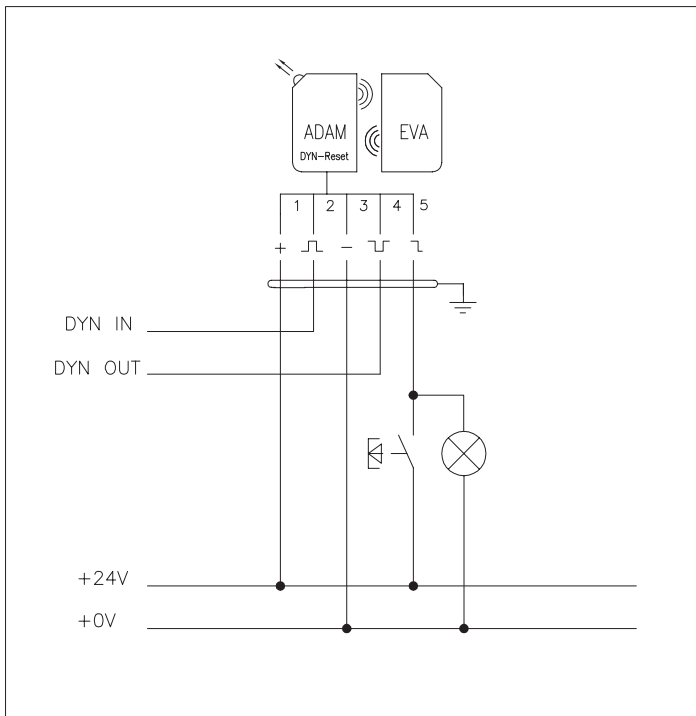 ADAM EVA
DYN-Reset
1 2 3 4 5
+ −
DYN IN
DYN OUT
+24V
+0V